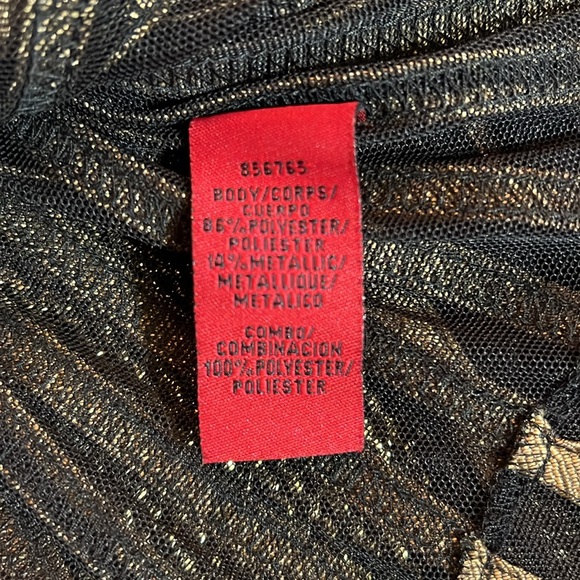 856765
BODY/CORPS/
CUERPO
86%POLYESTER/
POLIESTER
14%METALLIC/
METALLIQUE/
METALICO
COMBO/
COMBINACION
100%POLYESTER/
POLIESTER